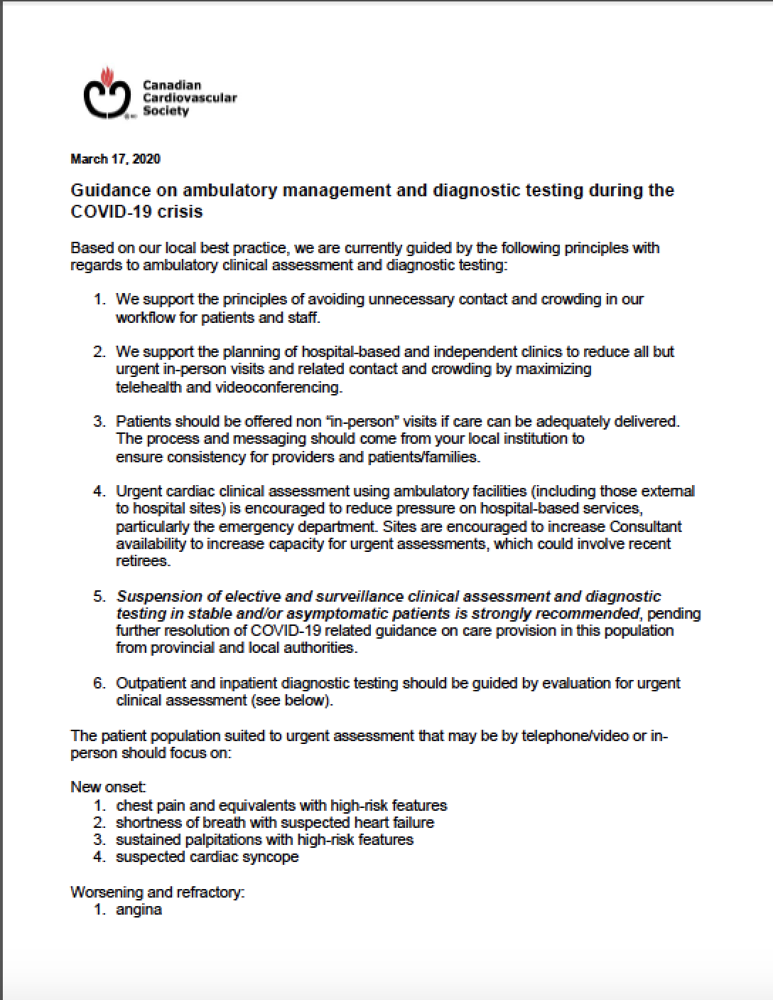 Canadian
Cardiovascular
Society
March 17, 2020
Guidance on ambulatory management and diagnostic testing during the
COVID-19 crisis
Based on our local best practice, we are currently guided by the following principles with
regards to ambulatory clinical assessment and diagnostic testing:
1. We support the principles of avoiding unnecessary contact and crowding in our
workflow for patients and staff.
2. We support the planning of hospital-based and independent clinics to reduce all but
urgent in-person visits and related contact and crowding by maximizing
telehealth and videoconferencing.
3. Patients should be offered non “in-person” visits if care can be adequately delivered.
The process and messaging should come from your local institution to
ensure consistency for providers and patients/families.
4. Urgent cardiac clinical assessment using ambulatory facilities (including those external
to hospital sites) is encouraged to reduce pressure on hospital-based services,
particularly the emergency department. Sites are encouraged to increase Consultant
availability to increase capacity for urgent assessments, which could involve recent
retirees.
5. Suspension of elective and surveillance clinical assessment and diagnostic
testing in stable and/or asymptomatic patients is strongly recommended, pending
further resolution of COVID-19 related guidance on care provision in this population
from provincial and local authorities.
6. Outpatient and inpatient diagnostic testing should be guided by evaluation for urgent
clinical assessment (see below).
The patient population suited to urgent assessment that may be by telephone/video or in-
person should focus on:
New onset:
1. chest pain and equivalents with high-risk features
2. shortness of breath with suspected heart failure
3. sustained palpitations with high-risk features
4. suspected cardiac syncope
Worsening and refractory:
1. angina